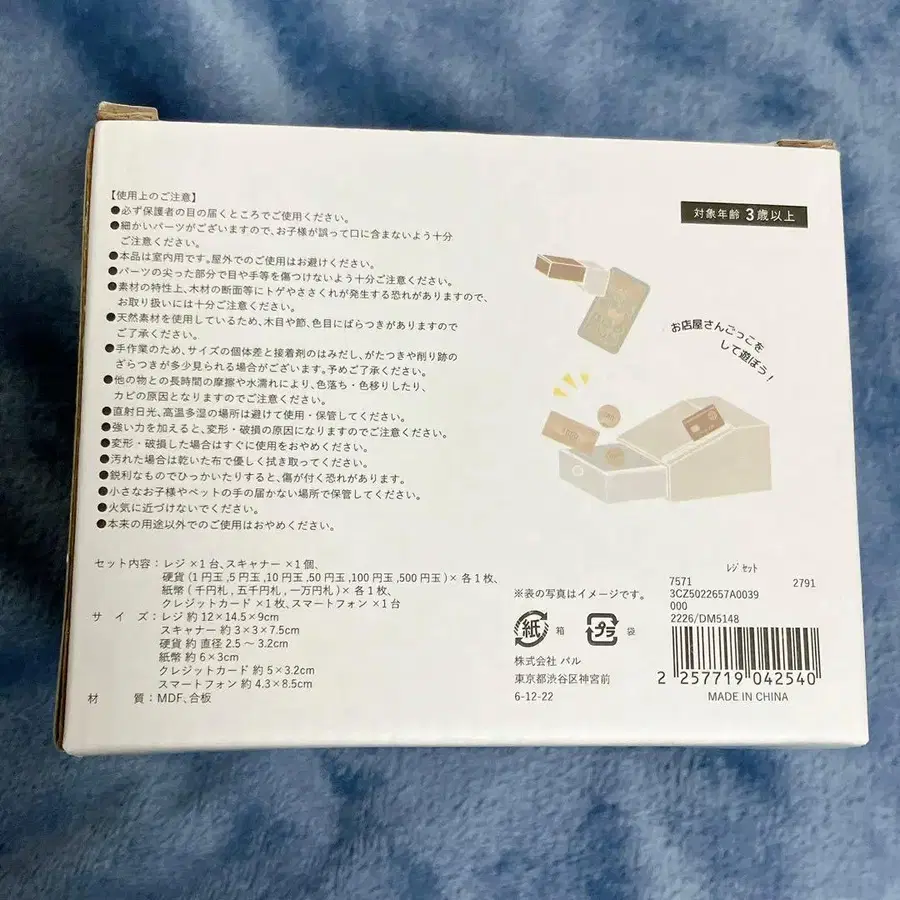 【使用上のご注意】
●必ず保護者の目の届くところでご使用ください。
●細かいパーツがございますので、お子様が誤って口に含まないよう十分
ご注意ください。
●本品は室内用です。屋外でのご使用はお避けください。
●パーツの尖った部分で目や手等を傷つけないよう十分ご注意ください。
●素材の特性上、木材の断面等にトゲやささくれが発生する恐れがありますので、
お取り扱いには十分ご注意ください。
●天然素材を使用しているため、木目や節、色目にばらつきがありますので
ご了承ください。
●手作業のため、サイズの個体差と接着剤のはみだし、がたつきや削り跡の
ざらつきが多少見られる場合がございます。予めご了承ください。
●他の物との長時間の摩擦や水濡れにより、色落ち・色移りしたり、
カビの原因となりますのでご注意ください。
●直射日光、高温多湿の場所は避けて使用・保管してください。
●強い力を加えると、変形・破損の原因になりますのでご注意ください。
●変形・破損した場合はすぐに使用をおやめください。
●汚れた場合は乾いた布で優しく拭き取ってください。
●鋭利なものでひっかいたりすると、傷が付く恐れがあります。
●小さなお子様やペットの手の届かない場所で保管してください。
●火気に近づけないでください。
●本来の用途以外でのご使用はおやめください。
セット内容：レジ×1台、スキャナー×1個、
硬貨(1円玉,5円玉,10円玉,50円玉,100円玉,500円玉)×各1枚、
紙幣(千円札,五千円札,一万円札)×各1枚、
クレジットカード×1枚、スマートフォン×1台
サイズ：レジ 約12×14.5×9cm
スキャナー 約3×3×7.5cm
硬貨 約 直径 2.5～3.2cm
紙幣 約6×3cm
クレジットカード 約5×3.2cm
スマートフォン 約4.3×8.5cm
材質：MDF、合板
対象年齢 3歳以上
お店屋さんごっこを
して遊ぼう！
※表の写真はイメージです。
紙 箱 プラ 袋
株式会社 パル
東京都渋谷区神宮前
6-12-22
ﾚｼﾞｾｯﾄ
7571 2791
3CZ5022657A0039
000
2226/DM5148
2 257719 042540
MADE IN CHINA